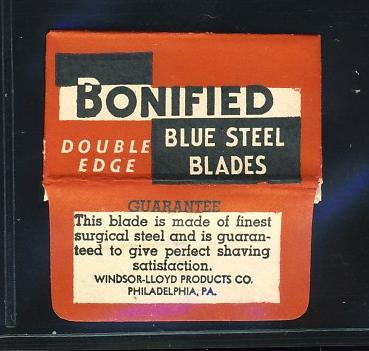 BONIFIED
DOUBLE EDGE
BLUE STEEL
BLADES
GUARANTEE
This blade is made of finest
surgical steel and is guaran-
teed to give perfect shaving
satisfaction.
WINDSOR-LLOYD PRODUCTS CO.
PHILADELPHIA, PA.